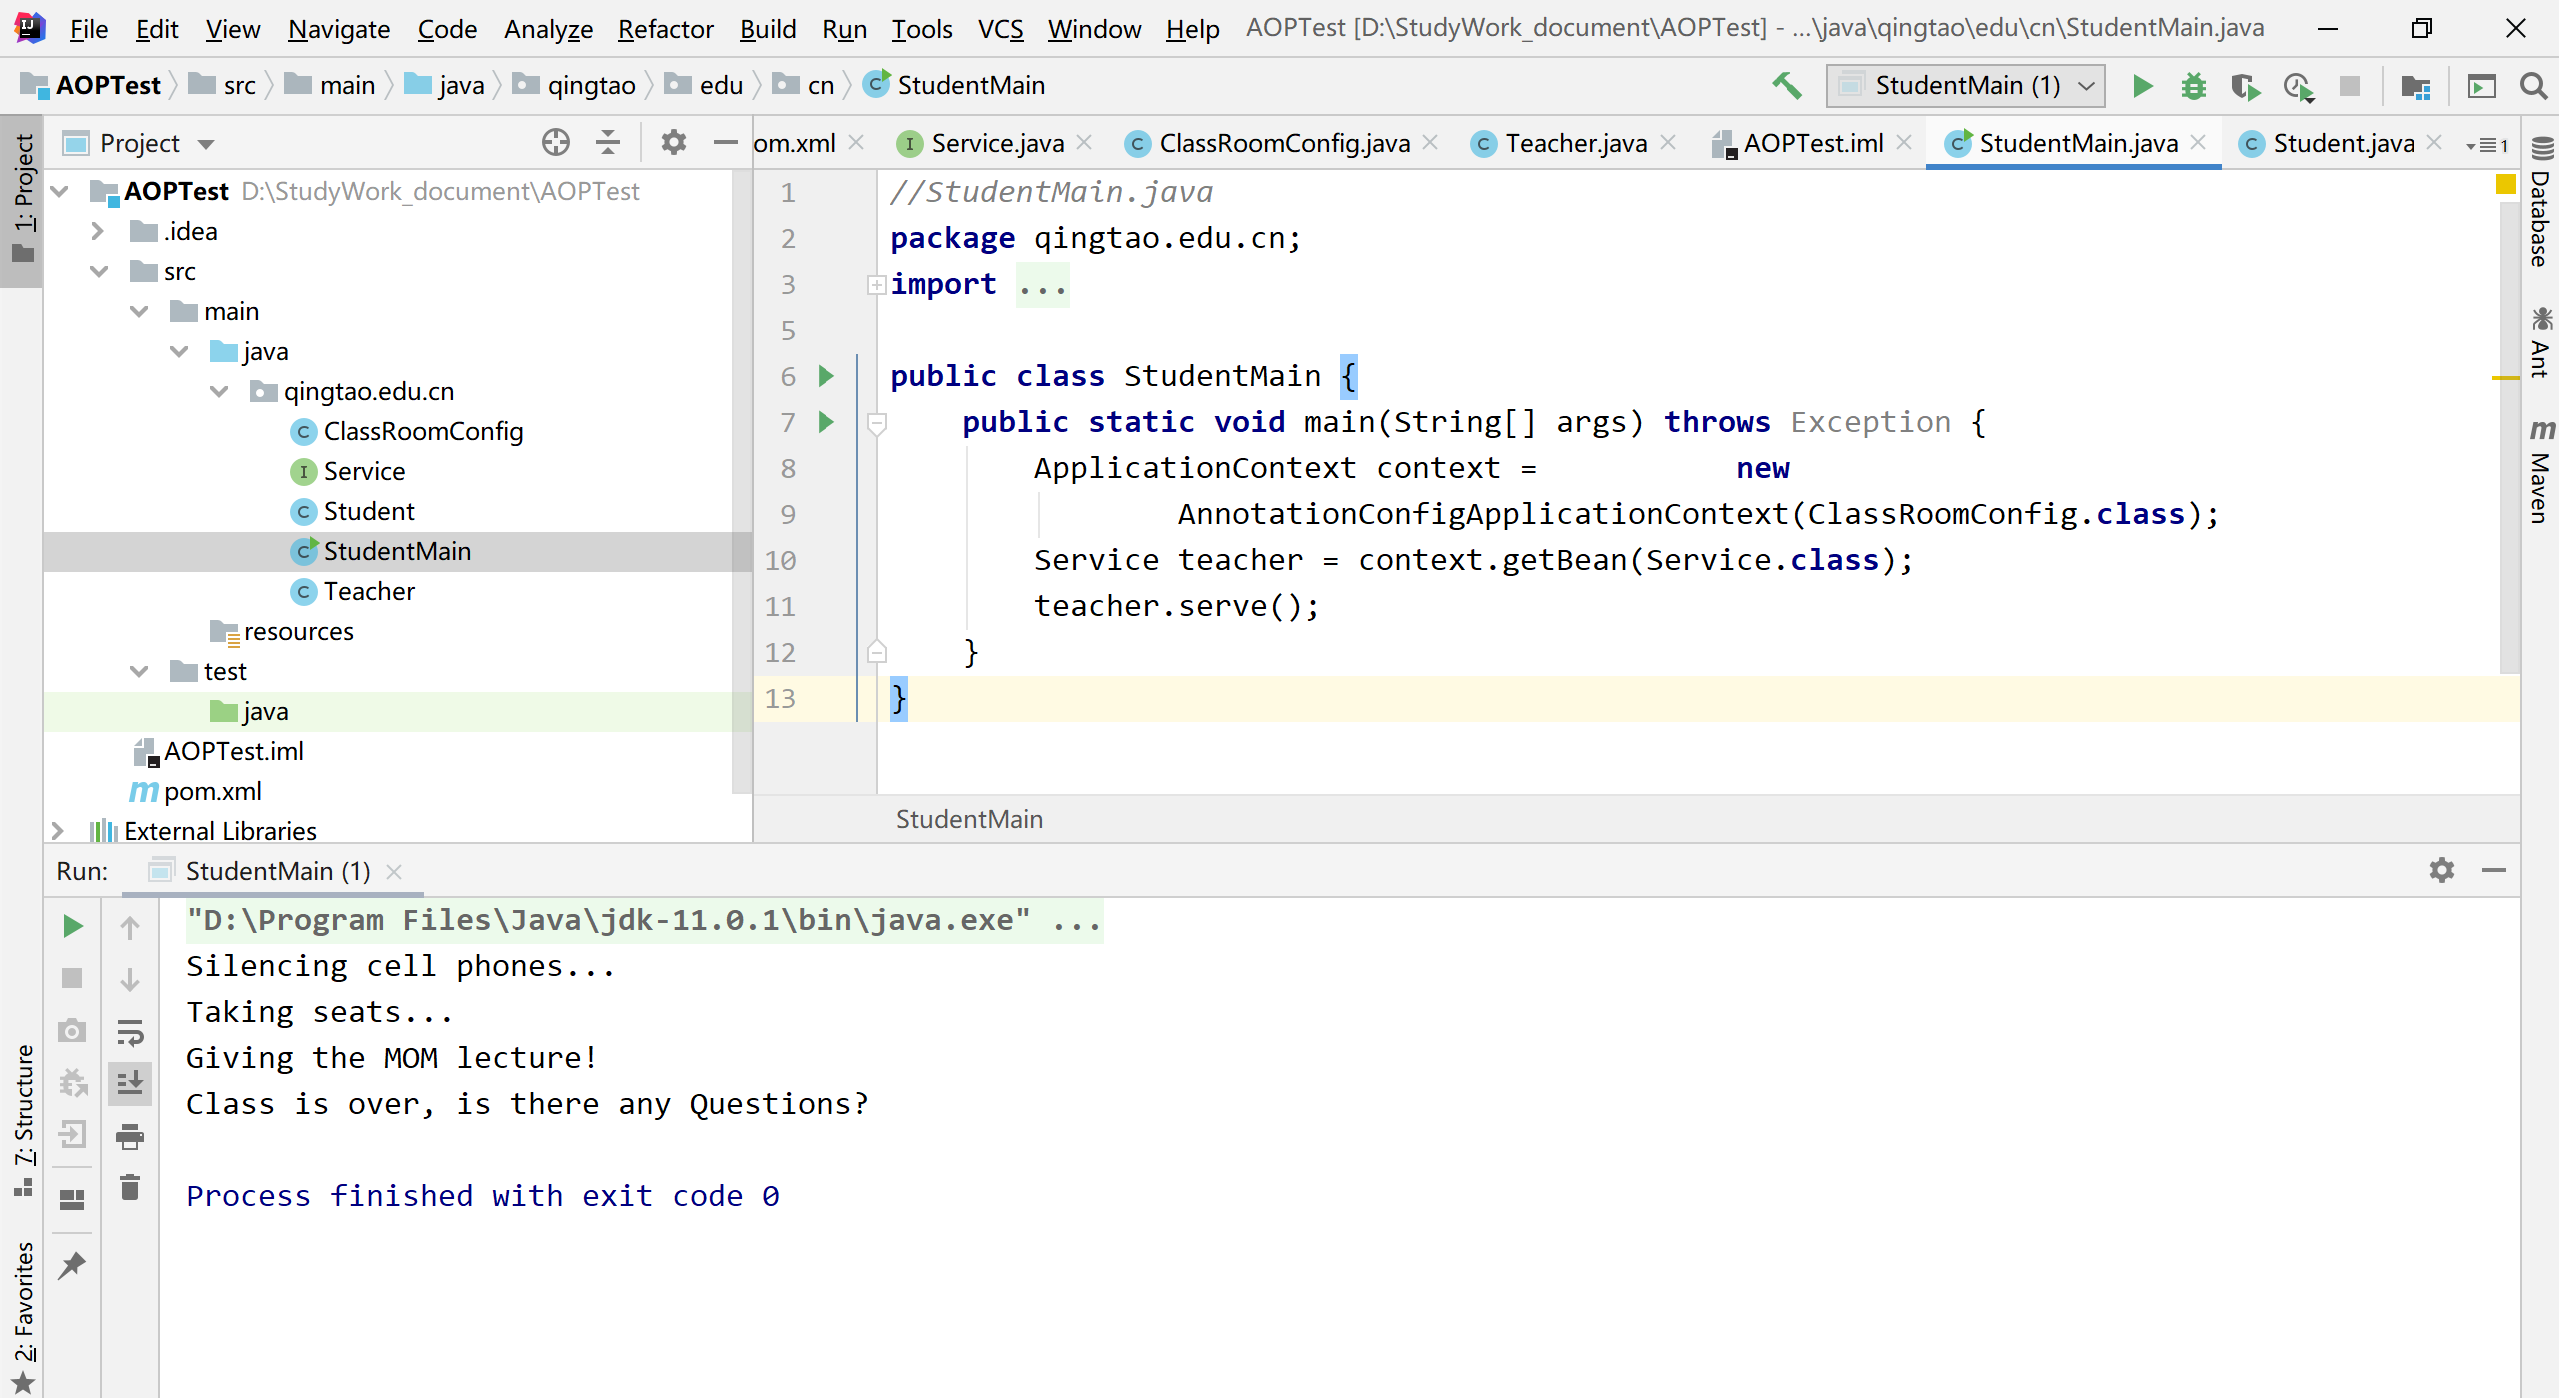 File Edit View Navigate Code Analyze Refactor Build Run Tools VCS Window Help AOPTest [D:\StudyWork_document\AOPTest] - ...\java\qingtao\edu\cn\StudentMain.java
AOPTest src main java qingtao edu cn StudentMain StudentMain (1)
1: Project
Project
om.xml Service.java ClassRoomConfig.java Teacher.java AOPTest.iml StudentMain.java Student.java 1
AOPTest D:\StudyWork_document\AOPTest
.idea
src
main
java
qingtao.edu.cn
ClassRoomConfig
Service
Student
StudentMain
Teacher
resources
test
java
AOPTest.iml
pom.xml
External Libraries
1 //StudentMain.java
2 package qingtao.edu.cn;
3 import ...
5
6 public class StudentMain {
7 public static void main(String[] args) throws Exception {
8 ApplicationContext context = new
9 AnnotationConfigApplicationContext(ClassRoomConfig.class);
10 Service teacher = context.getBean(Service.class);
11 teacher.serve();
12 }
13 }
StudentMain
Database
Ant
Maven
Run: StudentMain (1)
"D:\Program Files\Java\jdk-11.0.1\bin\java.exe" ...
Silencing cell phones...
Taking seats...
Giving the MOM lecture!
Class is over, is there any Questions?
Process finished with exit code 0
7: Structure
2: Favorites